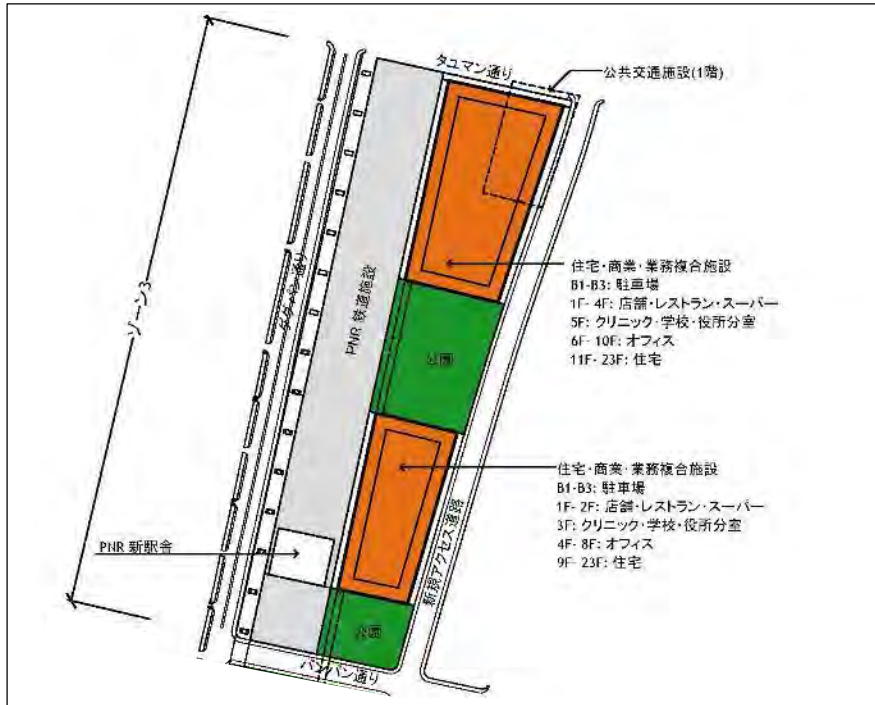 タユマン通り
公共交通施設(1階)
ゾーン3
ダグパン通り
PNR 鉄道施設
住宅・商業・業務複合施設
B1-B3: 駐車場
1F-4F: 店舗・レストラン・スーパー
5F: クリニック・学校・役所分室
6F-10F: オフィス
11F-23F: 住宅
公園
住宅・商業・業務複合施設
B1-B3: 駐車場
1F-2F: 店舗・レストラン・スーパー
3F: クリニック・学校・役所分室
4F-8F: オフィス
9F-23F: 住宅
PNR 新駅舎
新規アクセス道路
公園